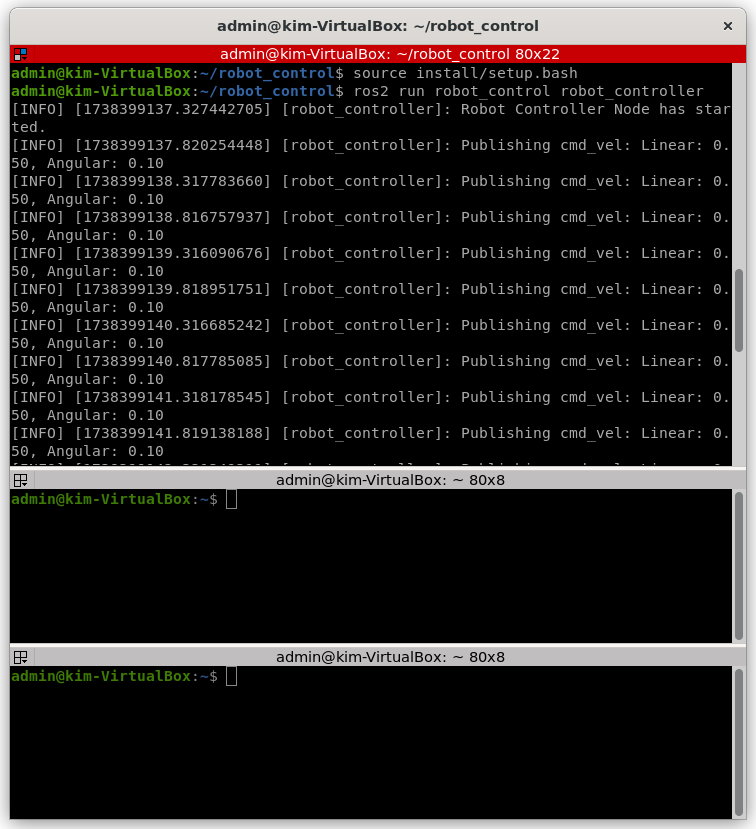 admin@kim-VirtualBox: ~/robot_control
admin@kim-VirtualBox: ~/robot_control 80x22
admin@kim-VirtualBox:~/robot_control$ source install/setup.bash
admin@kim-VirtualBox:~/robot_control$ ros2 run robot_control robot_controller
[INFO] [1738399137.327442705] [robot_controller]: Robot Controller Node has star
ted.
[INFO] [1738399137.820254448] [robot_controller]: Publishing cmd_vel: Linear: 0.
50, Angular: 0.10
[INFO] [1738399138.317783660] [robot_controller]: Publishing cmd_vel: Linear: 0.
50, Angular: 0.10
[INFO] [1738399138.816757937] [robot_controller]: Publishing cmd_vel: Linear: 0.
50, Angular: 0.10
[INFO] [1738399139.316090676] [robot_controller]: Publishing cmd_vel: Linear: 0.
50, Angular: 0.10
[INFO] [1738399139.818951751] [robot_controller]: Publishing cmd_vel: Linear: 0.
50, Angular: 0.10
[INFO] [1738399140.316685242] [robot_controller]: Publishing cmd_vel: Linear: 0.
50, Angular: 0.10
[INFO] [1738399140.817785085] [robot_controller]: Publishing cmd_vel: Linear: 0.
50, Angular: 0.10
[INFO] [1738399141.318178545] [robot_controller]: Publishing cmd_vel: Linear: 0.
50, Angular: 0.10
[INFO] [1738399141.819138188] [robot_controller]: Publishing cmd_vel: Linear: 0.
50, Angular: 0.10
admin@kim-VirtualBox: ~ 80x8
admin@kim-VirtualBox:~$
admin@kim-VirtualBox: ~ 80x8
admin@kim-VirtualBox:~$